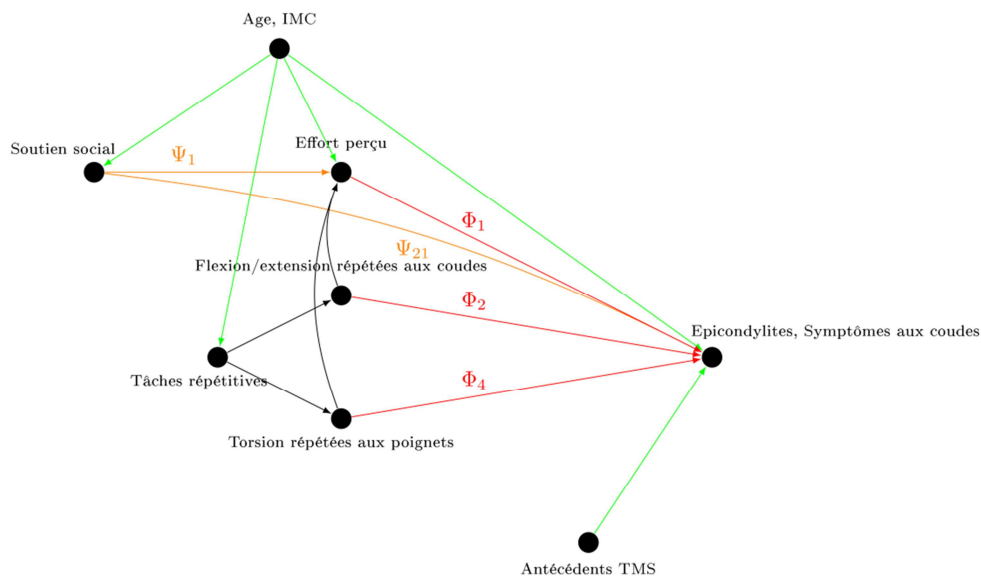 Age, IMC
Soutien social
Ψ1
Effort perçu
Φ1
Ψ21
Flexion/extension répétées aux coudes
Φ2
Epicondylites, Symptômes aux coudes
Tâches répétitives
Φ4
Torsion répétées aux poignets
Antécédents TMS